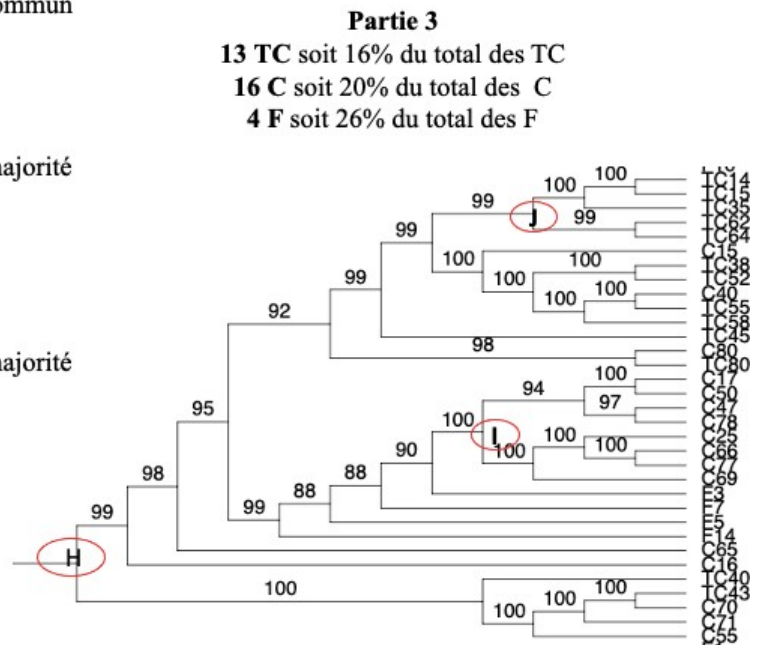 ommun
Partie 3
13 TC soit 16% du total des TC
16 C soit 20% du total des C
4 F soit 26% du total des F
ajorité
100
TC14
100
TC15
99
TC35
J
99
TC62
99
TC64
C15
100
100
TC38
100
TC52
99
100
C40
100
TC55
TC58
92
TC45
98
C80
TC80
ajorité
100
C17
94
C50
97
C47
95
100
C78
I
100
C25
100
100
C66
90
C77
88
C69
98
88
F3
99
F7
99
F5
F14
H
C65
C16
100
TC40
100
TC43
100
C70
100
C71
C55